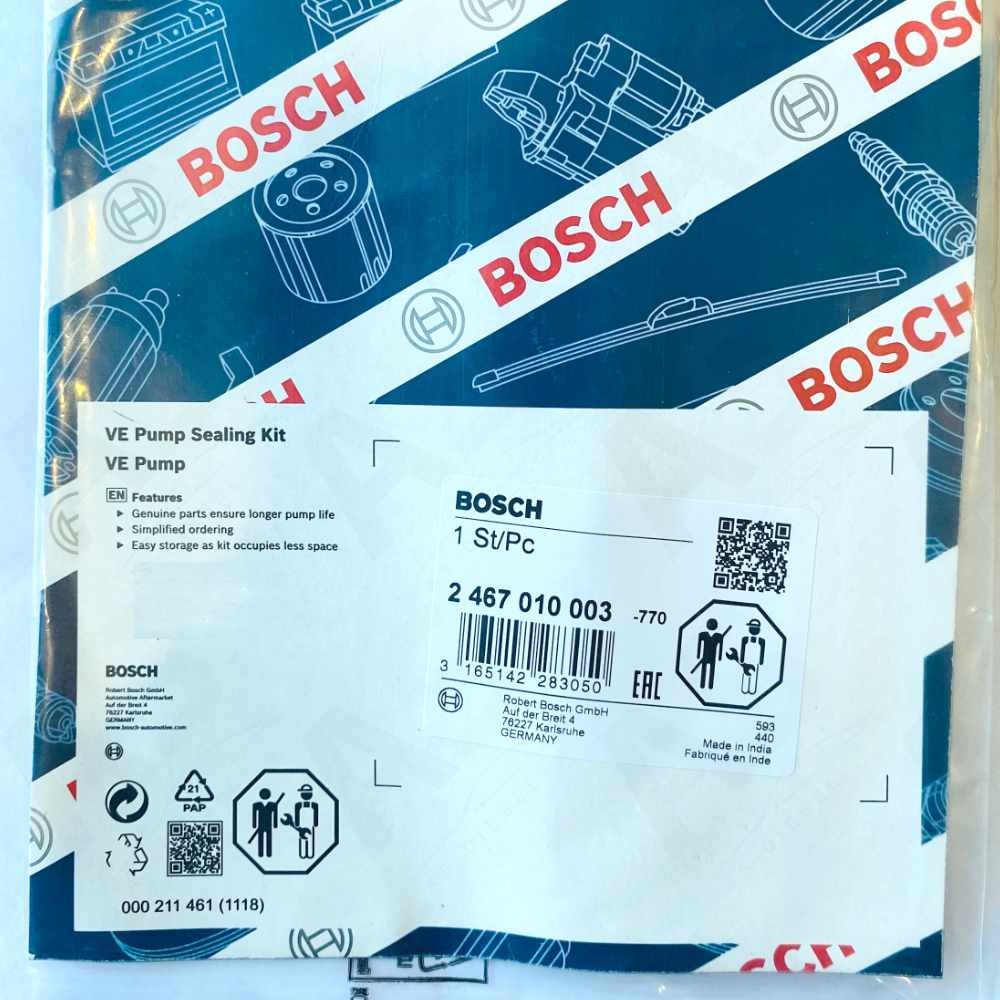 BOSCH
BOSCH
BOSCH
BOSCH
VE Pump Sealing Kit
VE Pump
EN Features
▶ Genuine parts ensure longer pump life
▶ Simplified ordering
▶ Easy storage as kit occupies less space
BOSCH
Robert Bosch GmbH
Automotive Aftermarket
Auf der Breit 4
76227 Karlsruhe
GERMANY
www.bosch-automotive.com
21
PAP
000 211 461 (1118)
BOSCH
1 St/Pc
2 467 010 003 -770
3 165142 283050
EAC
Robert Bosch GmbH
Auf der Breit 4
76227 Karlsruhe
GERMANY
593
440
Made in India
Fabriqué en Inde